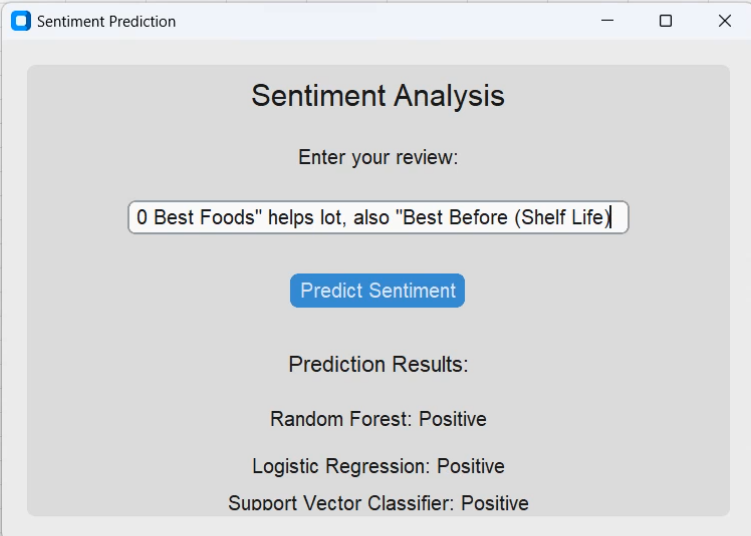 Sentiment Prediction
Sentiment Analysis
Enter your review:
0 Best Foods" helps lot, also "Best Before (Shelf Life)
Predict Sentiment
Prediction Results:
Random Forest: Positive
Logistic Regression: Positive
Support Vector Classifier: Positive